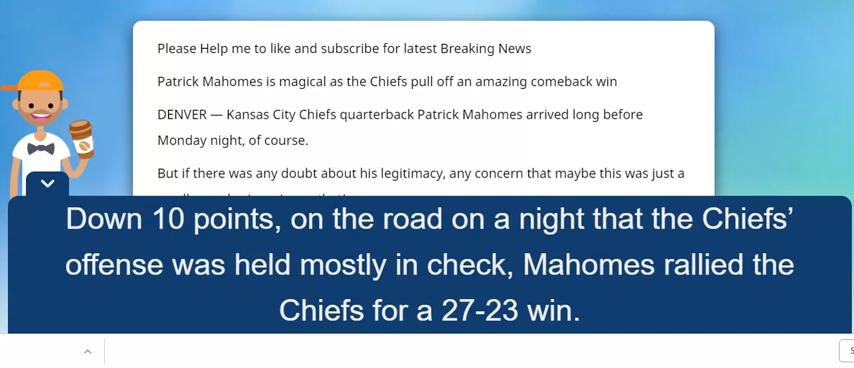 Please Help me to like and subscribe for latest Breaking News
Patrick Mahomes is magical as the Chiefs pull off an amazing comeback win
DENVER — Kansas City Chiefs quarterback Patrick Mahomes arrived long before
Monday night, of course.
But if there was any doubt about his legitimacy, any concern that maybe this was just a
Down 10 points, on the road on a night that the Chiefs’
offense was held mostly in check, Mahomes rallied the
Chiefs for a 27-23 win.